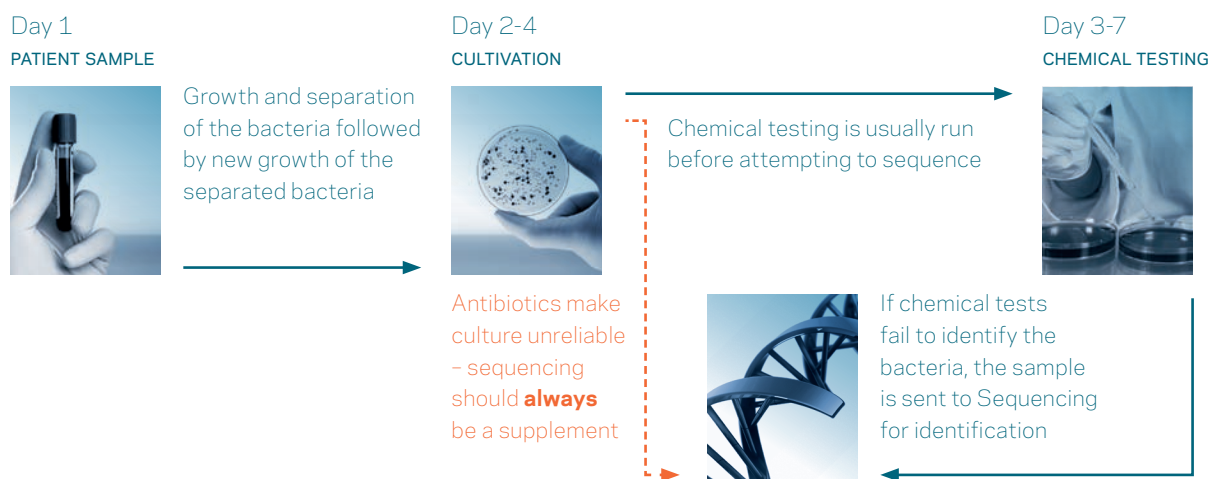 Day 1
PATIENT SAMPLE
Growth and separation
of the bacteria followed
by new growth of the
separated bacteria
Day 2-4
CULTIVATION
Antibiotics make
culture unreliable
– sequencing
should always
be a supplement
Chemical testing is usually run
before attempting to sequence
Day 3-7
CHEMICAL TESTING
If chemical tests
fail to identify the
bacteria, the sample
is sent to Sequencing
for identification